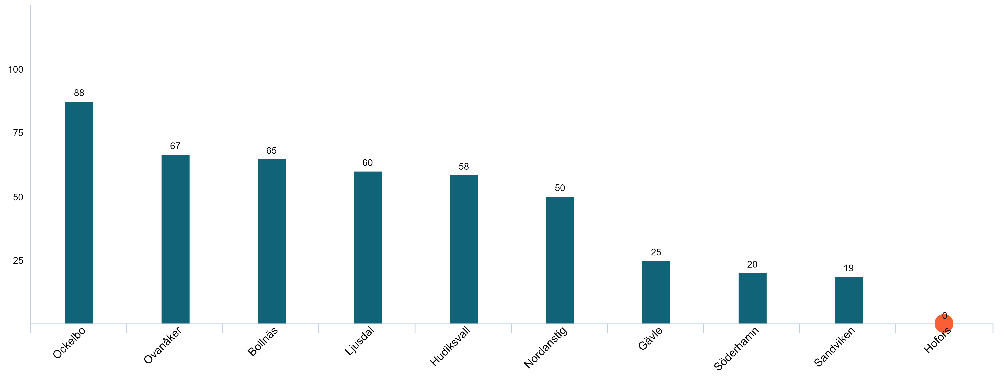 100
75
50
25
88
67
65
60
58
50
25
20
19
0
Ockelbo
Ovanåker
Bollnäs
Ljusdal
Hudiksvall
Nordanstig
Gävle
Söderhamn
Sandviken
Hofors